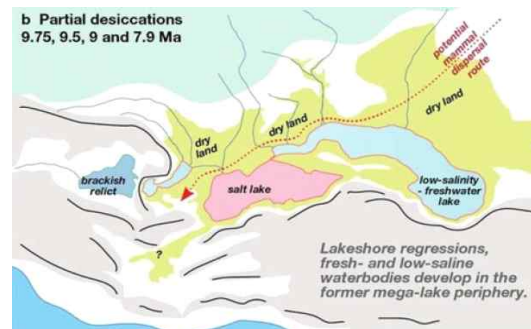 b Partial desiccations
9.75, 9.5, 9 and 7.9 Ma
potential
mammal
dispersal
route
dry land
dry land
dry
land
brackish
relict
salt lake
low-salinity
- freshwater
lake
?
Lakeshore regressions,
fresh- and low-saline
waterbodies develop in the
former mega-lake periphery.